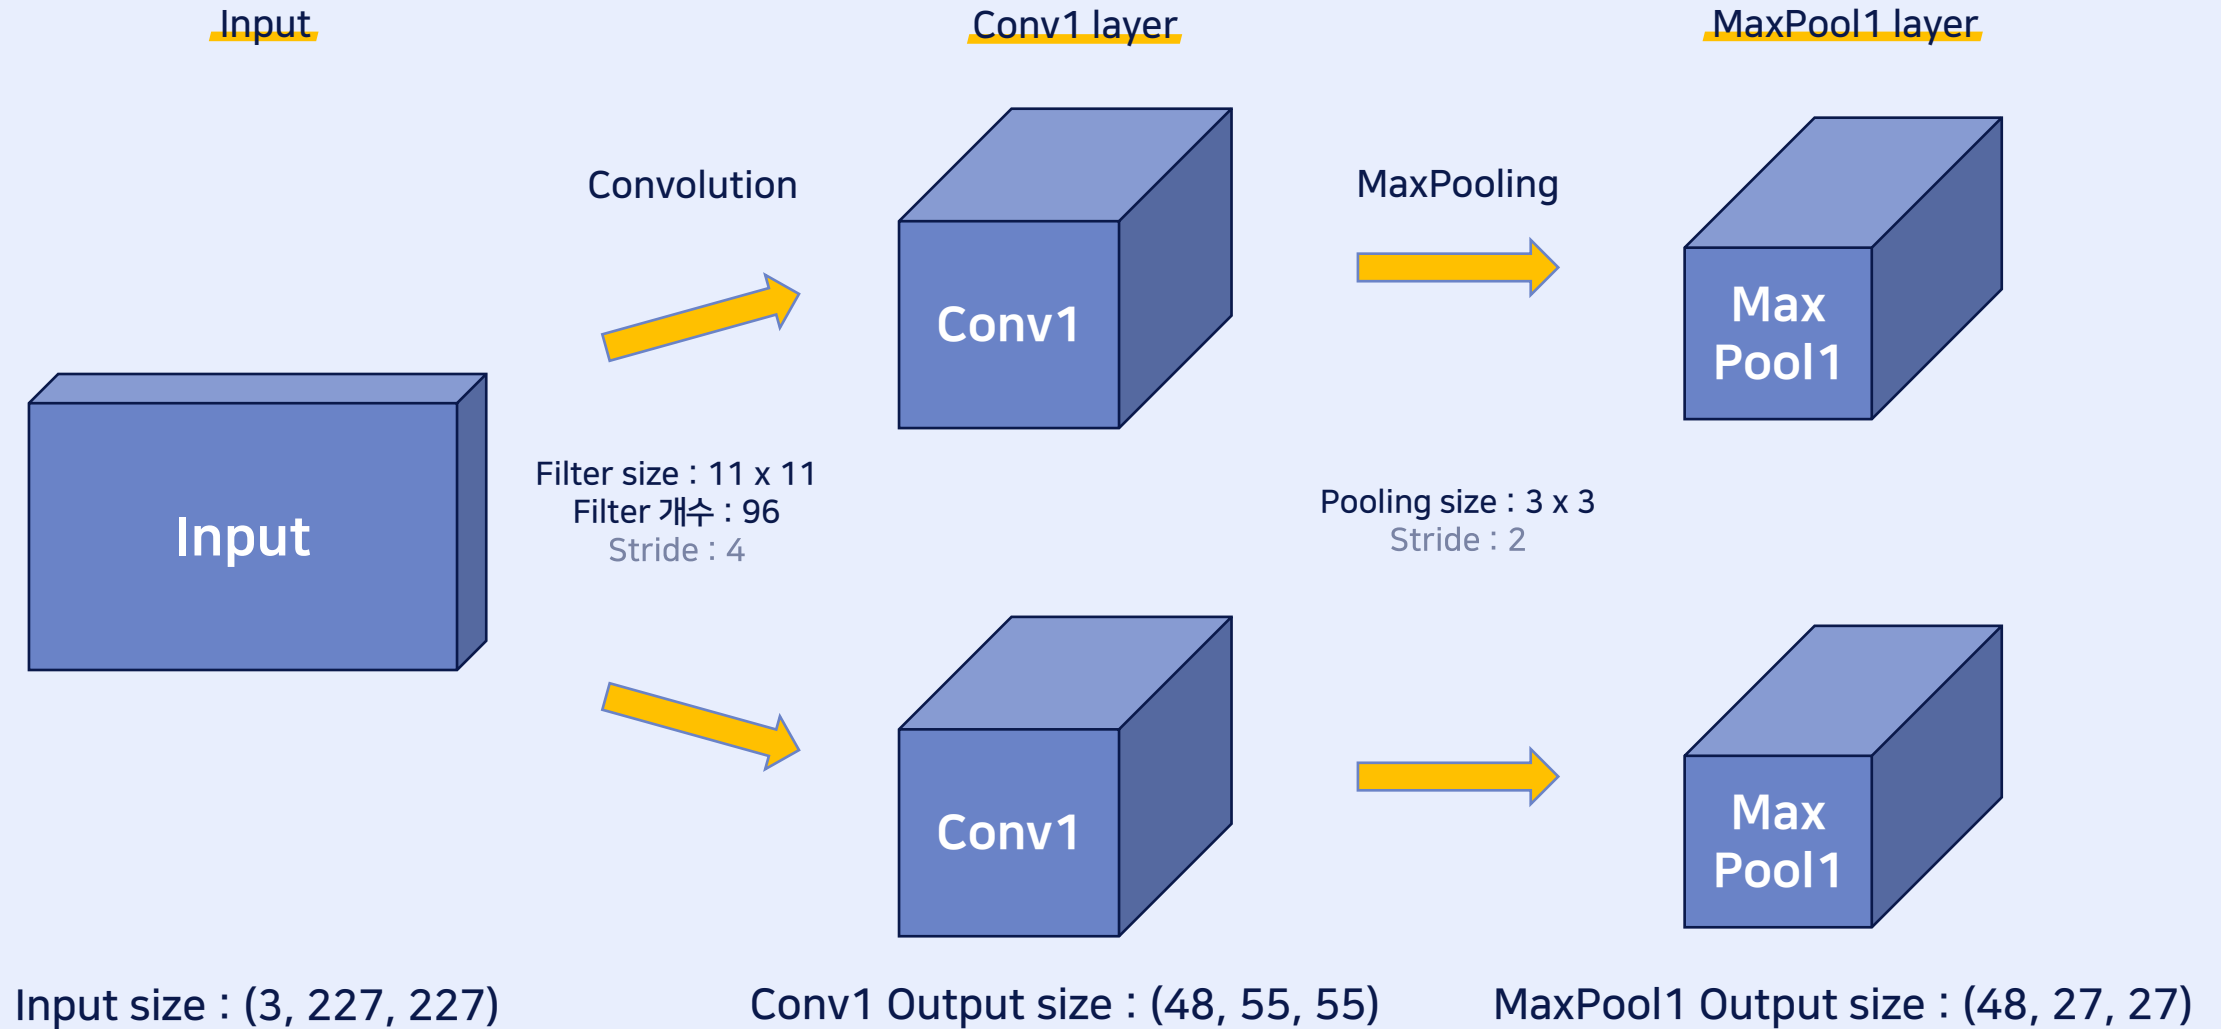 Input
Conv1 layer
MaxPool1 layer
Convolution
MaxPooling
Conv1
Max
Pool1
Input
Filter size : 11 x 11
Filter 개수 : 96
Stride : 4
Pooling size : 3 x 3
Stride : 2
Conv1
Max
Pool1
Input size : (3, 227, 227)
Conv1 Output size : (48, 55, 55)
MaxPool1 Output size : (48, 27, 27)